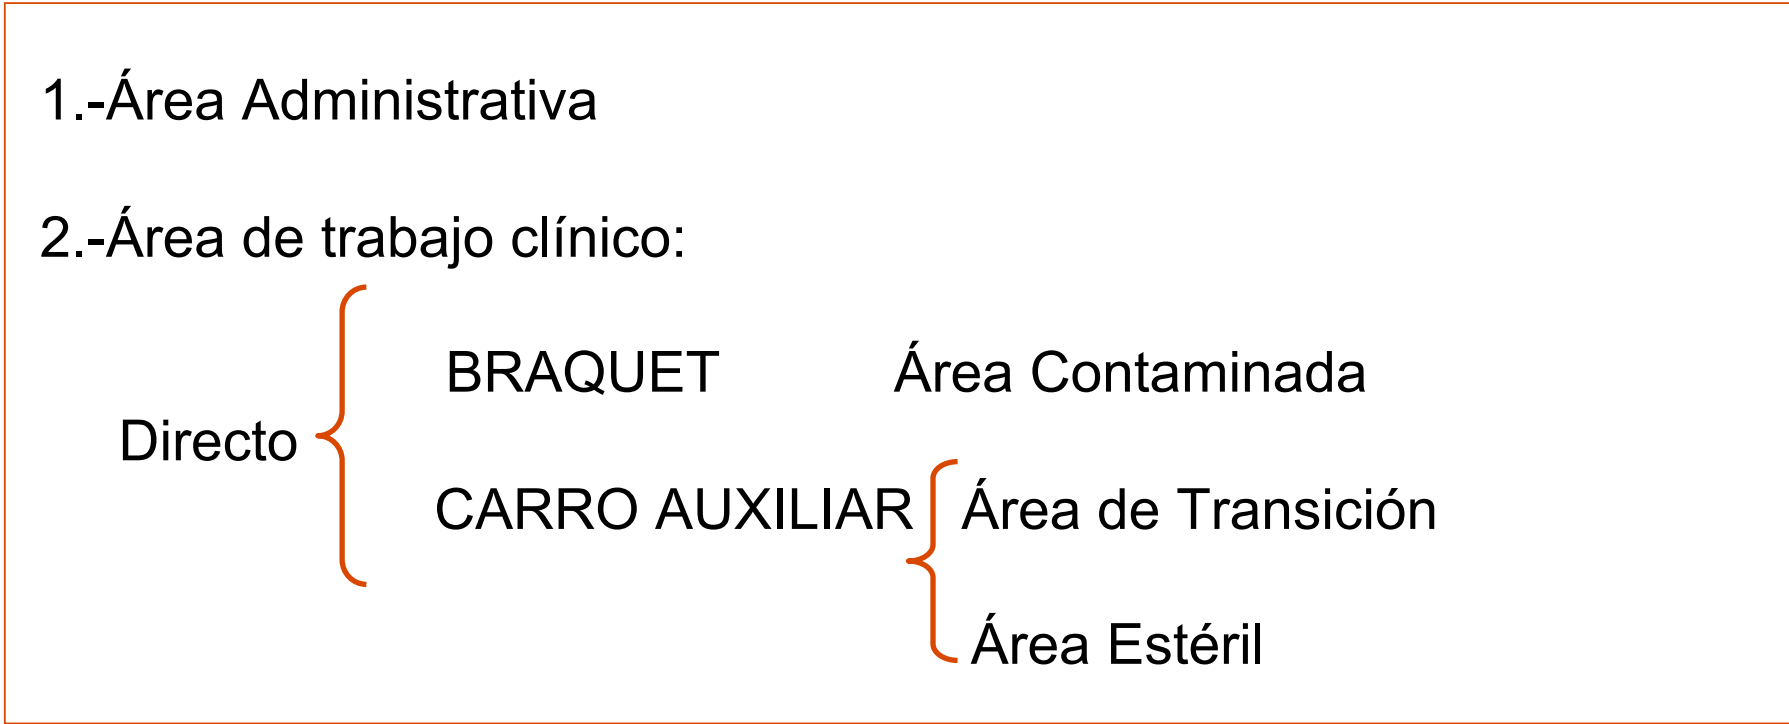 1.-Área Administrativa
2.-Área de trabajo clínico:
BRAQUET Área Contaminada
Directo
CARRO AUXILIAR Área de Transición
Área Estéril